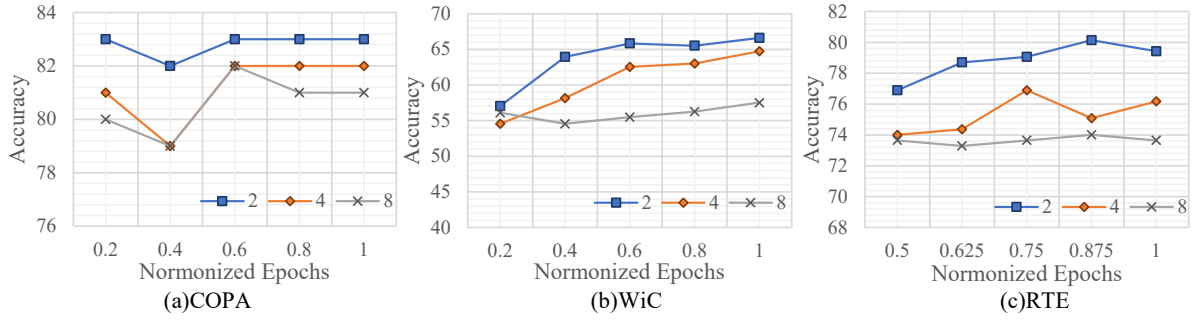 84
82
80
78
76
Accuracy
0.2 0.4 0.6 0.8 1
2 4 8
Normonized Epochs
(a)COPA
70
65
60
55
50
45
40
Accuracy
0.2 0.4 0.6 0.8 1
2 4 8
Normonized Epochs
(b)WiC
82
80
78
76
74
72
70
68
Accuracy
0.5 0.625 0.75 0.875 1
2 4 8
Normonized Epochs
(c)RTE